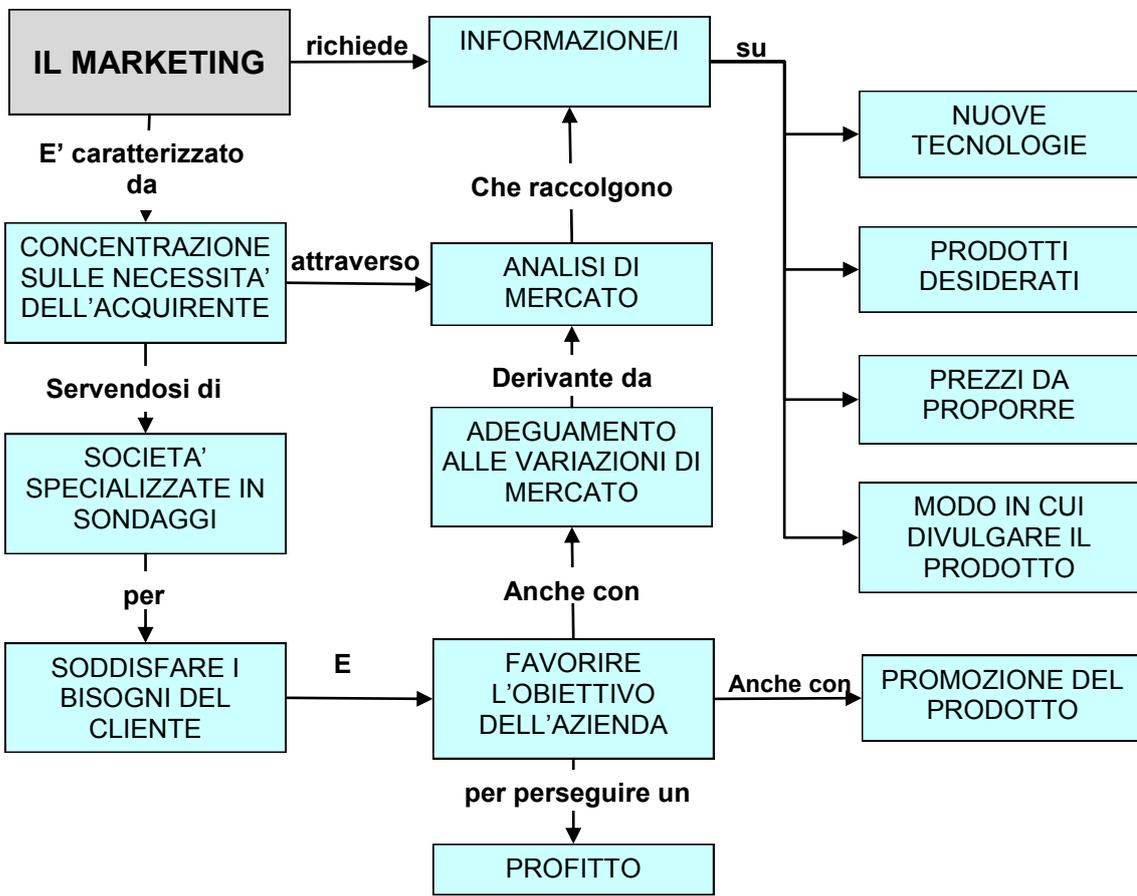 IL MARKETING
richiede
INFORMAZIONE/I
su
NUOVE
TECNOLOGIE
E' caratterizzato
da
Che raccolgono
CONCENTRAZIONE
SULLE NECESSITA'
DELL'ACQUIRENTE
attraverso
ANALISI DI
MERCATO
PRODOTTI
DESIDERATI
Servendosi di
Derivante da
PREZZI DA
PROPORRE
SOCIETA'
SPECIALIZZATE IN
SONDAGGI
ADEGUAMENTO
ALLE VARIAZIONI DI
MERCATO
MODO IN CUI
DIVULGARE IL
PRODOTTO
per
Anche con
SODDISFARE I
BISOGNI DEL
CLIENTE
E
FAVORIRE
L'OBIETTIVO
DELL'AZIENDA
Anche con
PROMOZIONE DEL
PRODOTTO
per perseguire un
PROFITTO